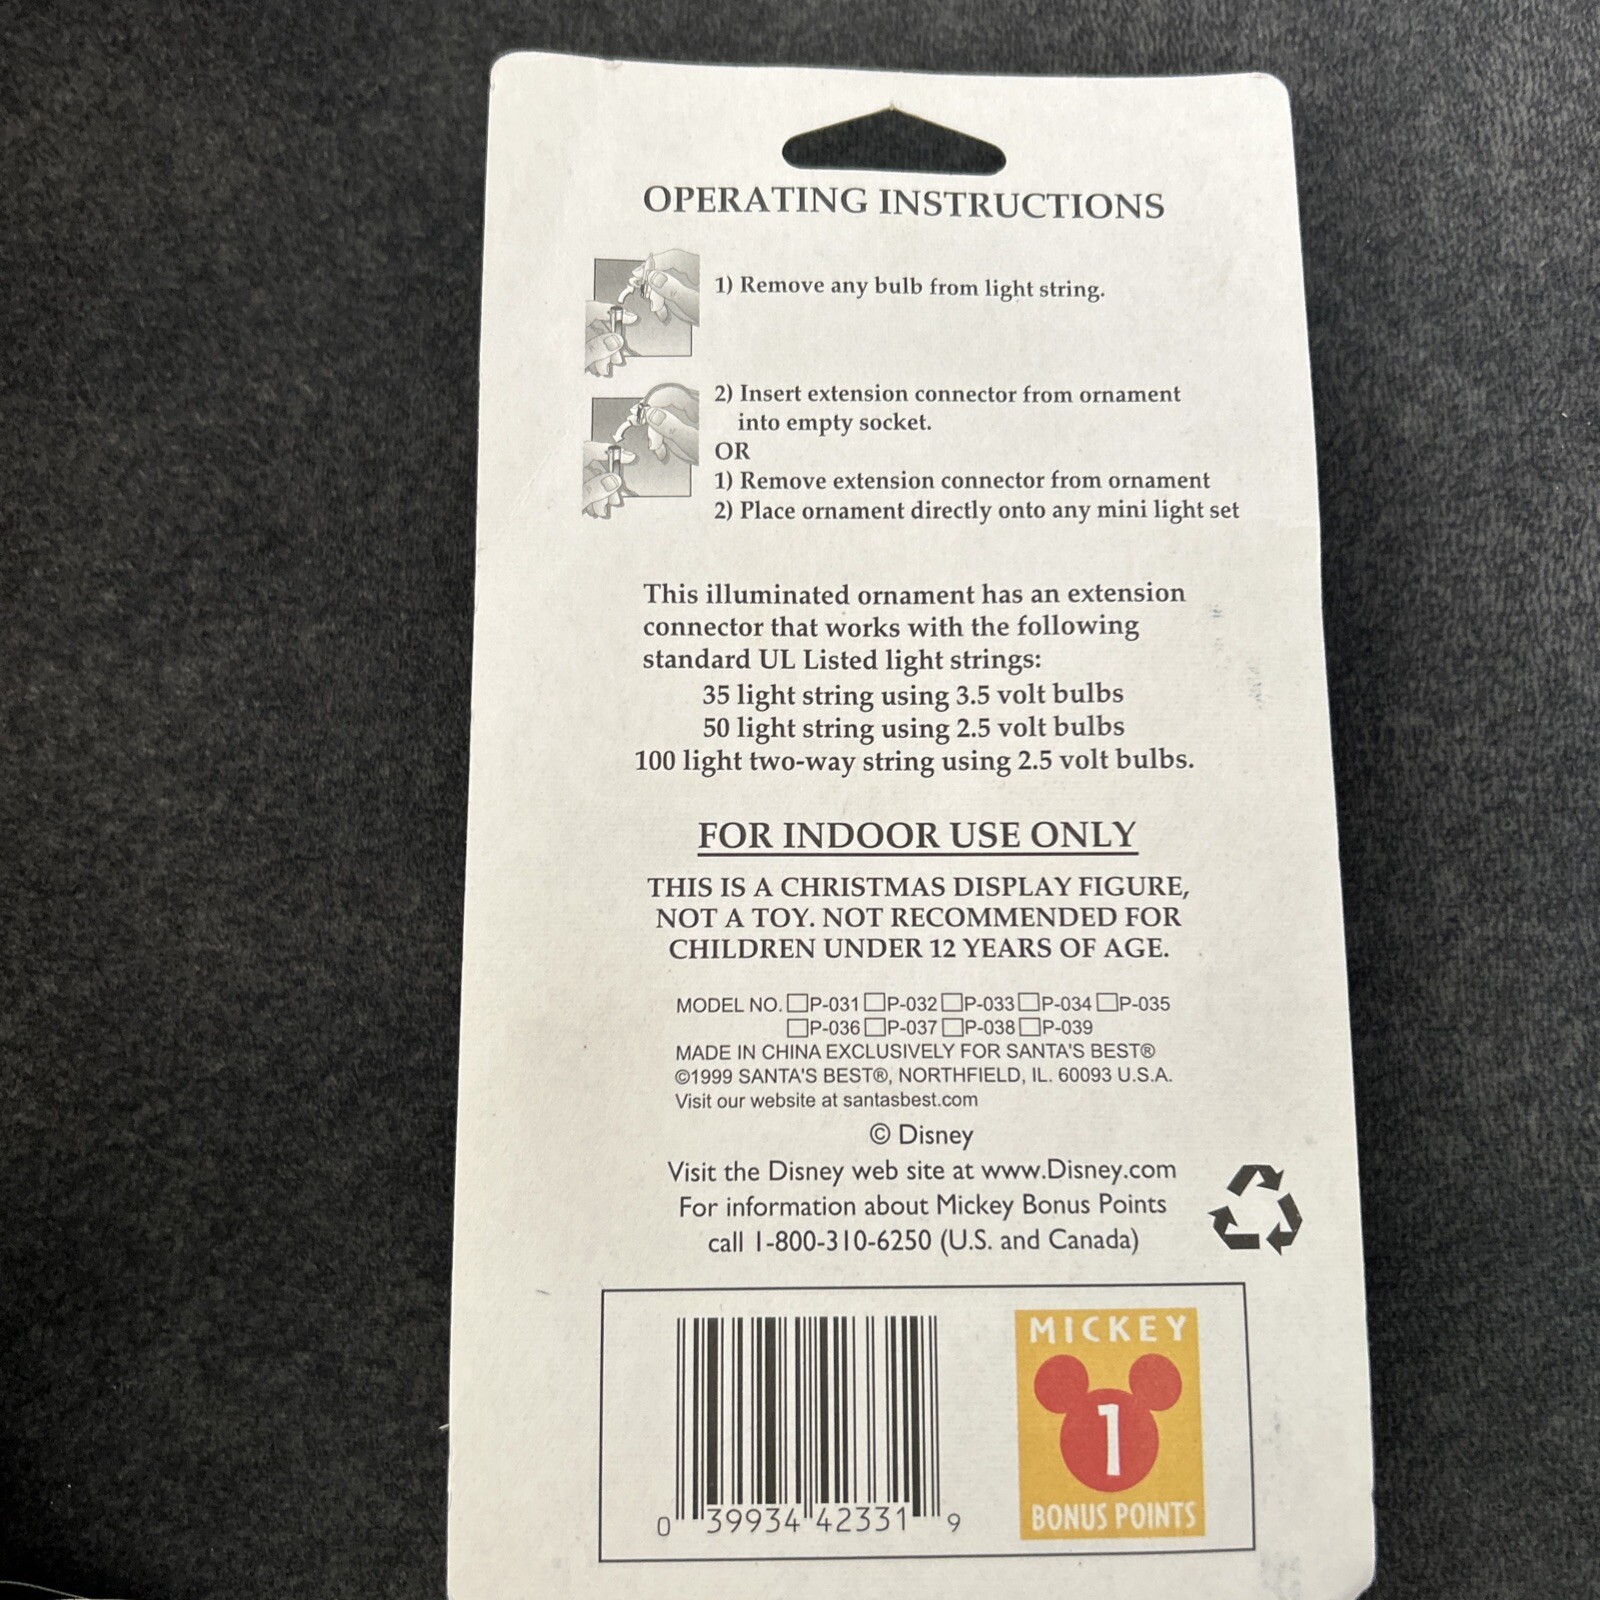 OPERATING INSTRUCTIONS
1) Remove any bulb from light string.
2) Insert extension connector from ornament
into empty socket.
OR
1) Remove extension connector from ornament
2) Place ornament directly onto any mini light set
This illuminated ornament has an extension
connector that works with the following
standard UL Listed light strings:
35 light string using 3.5 volt bulbs
50 light string using 2.5 volt bulbs
100 light two-way string using 2.5 volt bulbs.
FOR INDOOR USE ONLY
THIS IS A CHRISTMAS DISPLAY FIGURE,
NOT A TOY. NOT RECOMMENDED FOR
CHILDREN UNDER 12 YEARS OF AGE.
MODEL NO. □P-031 □P-032 □P-033 □P-034 □P-035
□P-036 □P-037 □P-038 □P-039
MADE IN CHINA EXCLUSIVELY FOR SANTA'S BEST®
©1999 SANTA'S BEST®, NORTHFIELD, IL. 60093 U.S.A.
Visit our website at santasbest.com
© Disney
Visit the Disney web site at www.Disney.com
For information about Mickey Bonus Points
call 1-800-310-6250 (U.S. and Canada)
0 39934 42331 9
MICKEY
1
BONUS POINTS